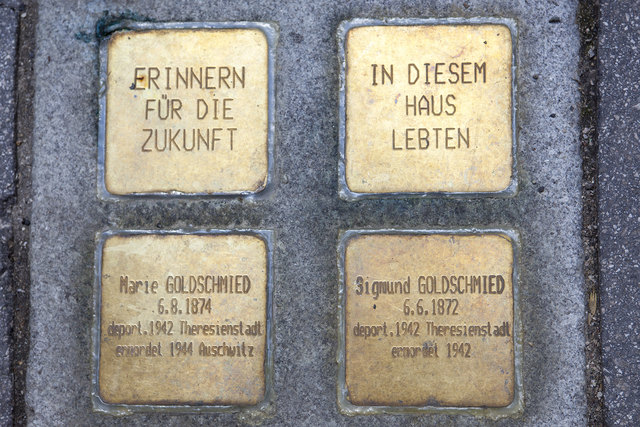 ERINNERN
FÜR DIE
ZUKUNFT
IN DIESEM
HAUS
LEBTEN
Marie GOLDSCHMIED
6.8.1874
deport.1942 Theresienstadt
ermordet 1944 Auschwitz
Sigmund GOLDSCHMIED
6.6.1872
deport.1942 Theresienstadt
ermordet 1942